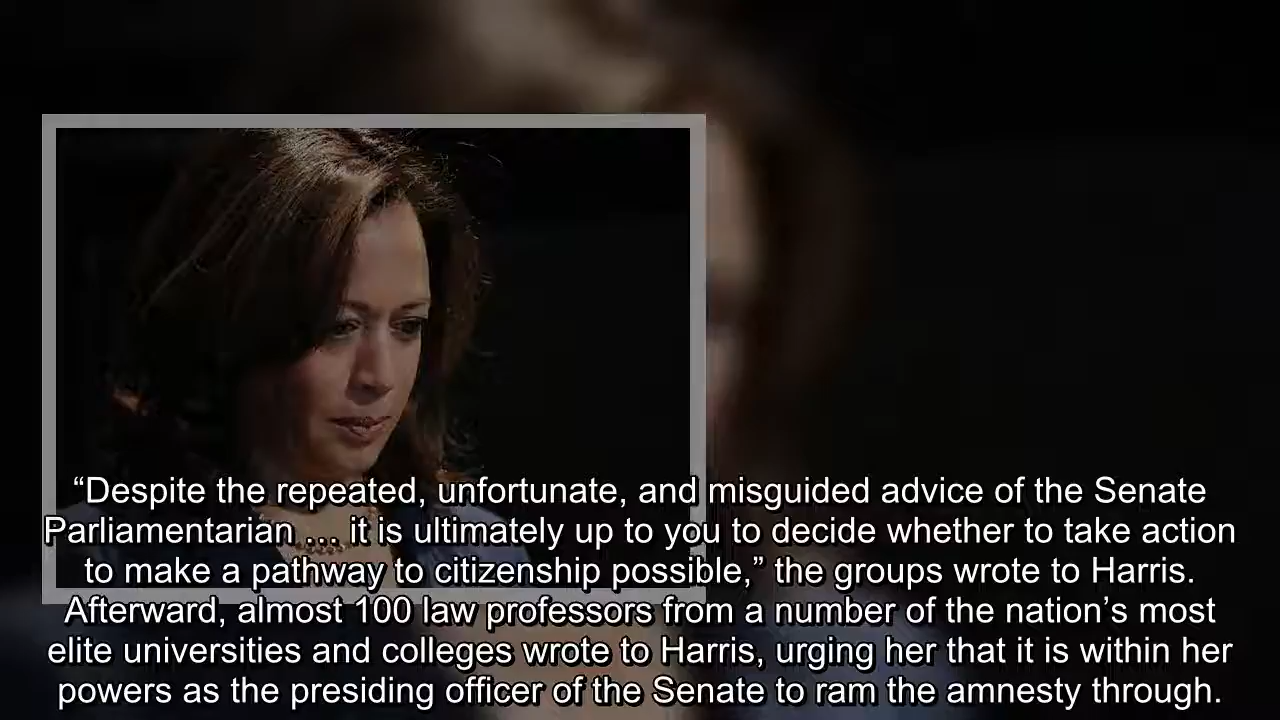 “Despite the repeated, unfortunate, and misguided advice of the Senate
Parliamentarian … it is ultimately up to you to decide whether to take action
to make a pathway to citizenship possible,” the groups wrote to Harris.
Afterward, almost 100 law professors from a number of the nation’s most
elite universities and colleges wrote to Harris, urging her that it is within her
powers as the presiding officer of the Senate to ram the amnesty through.